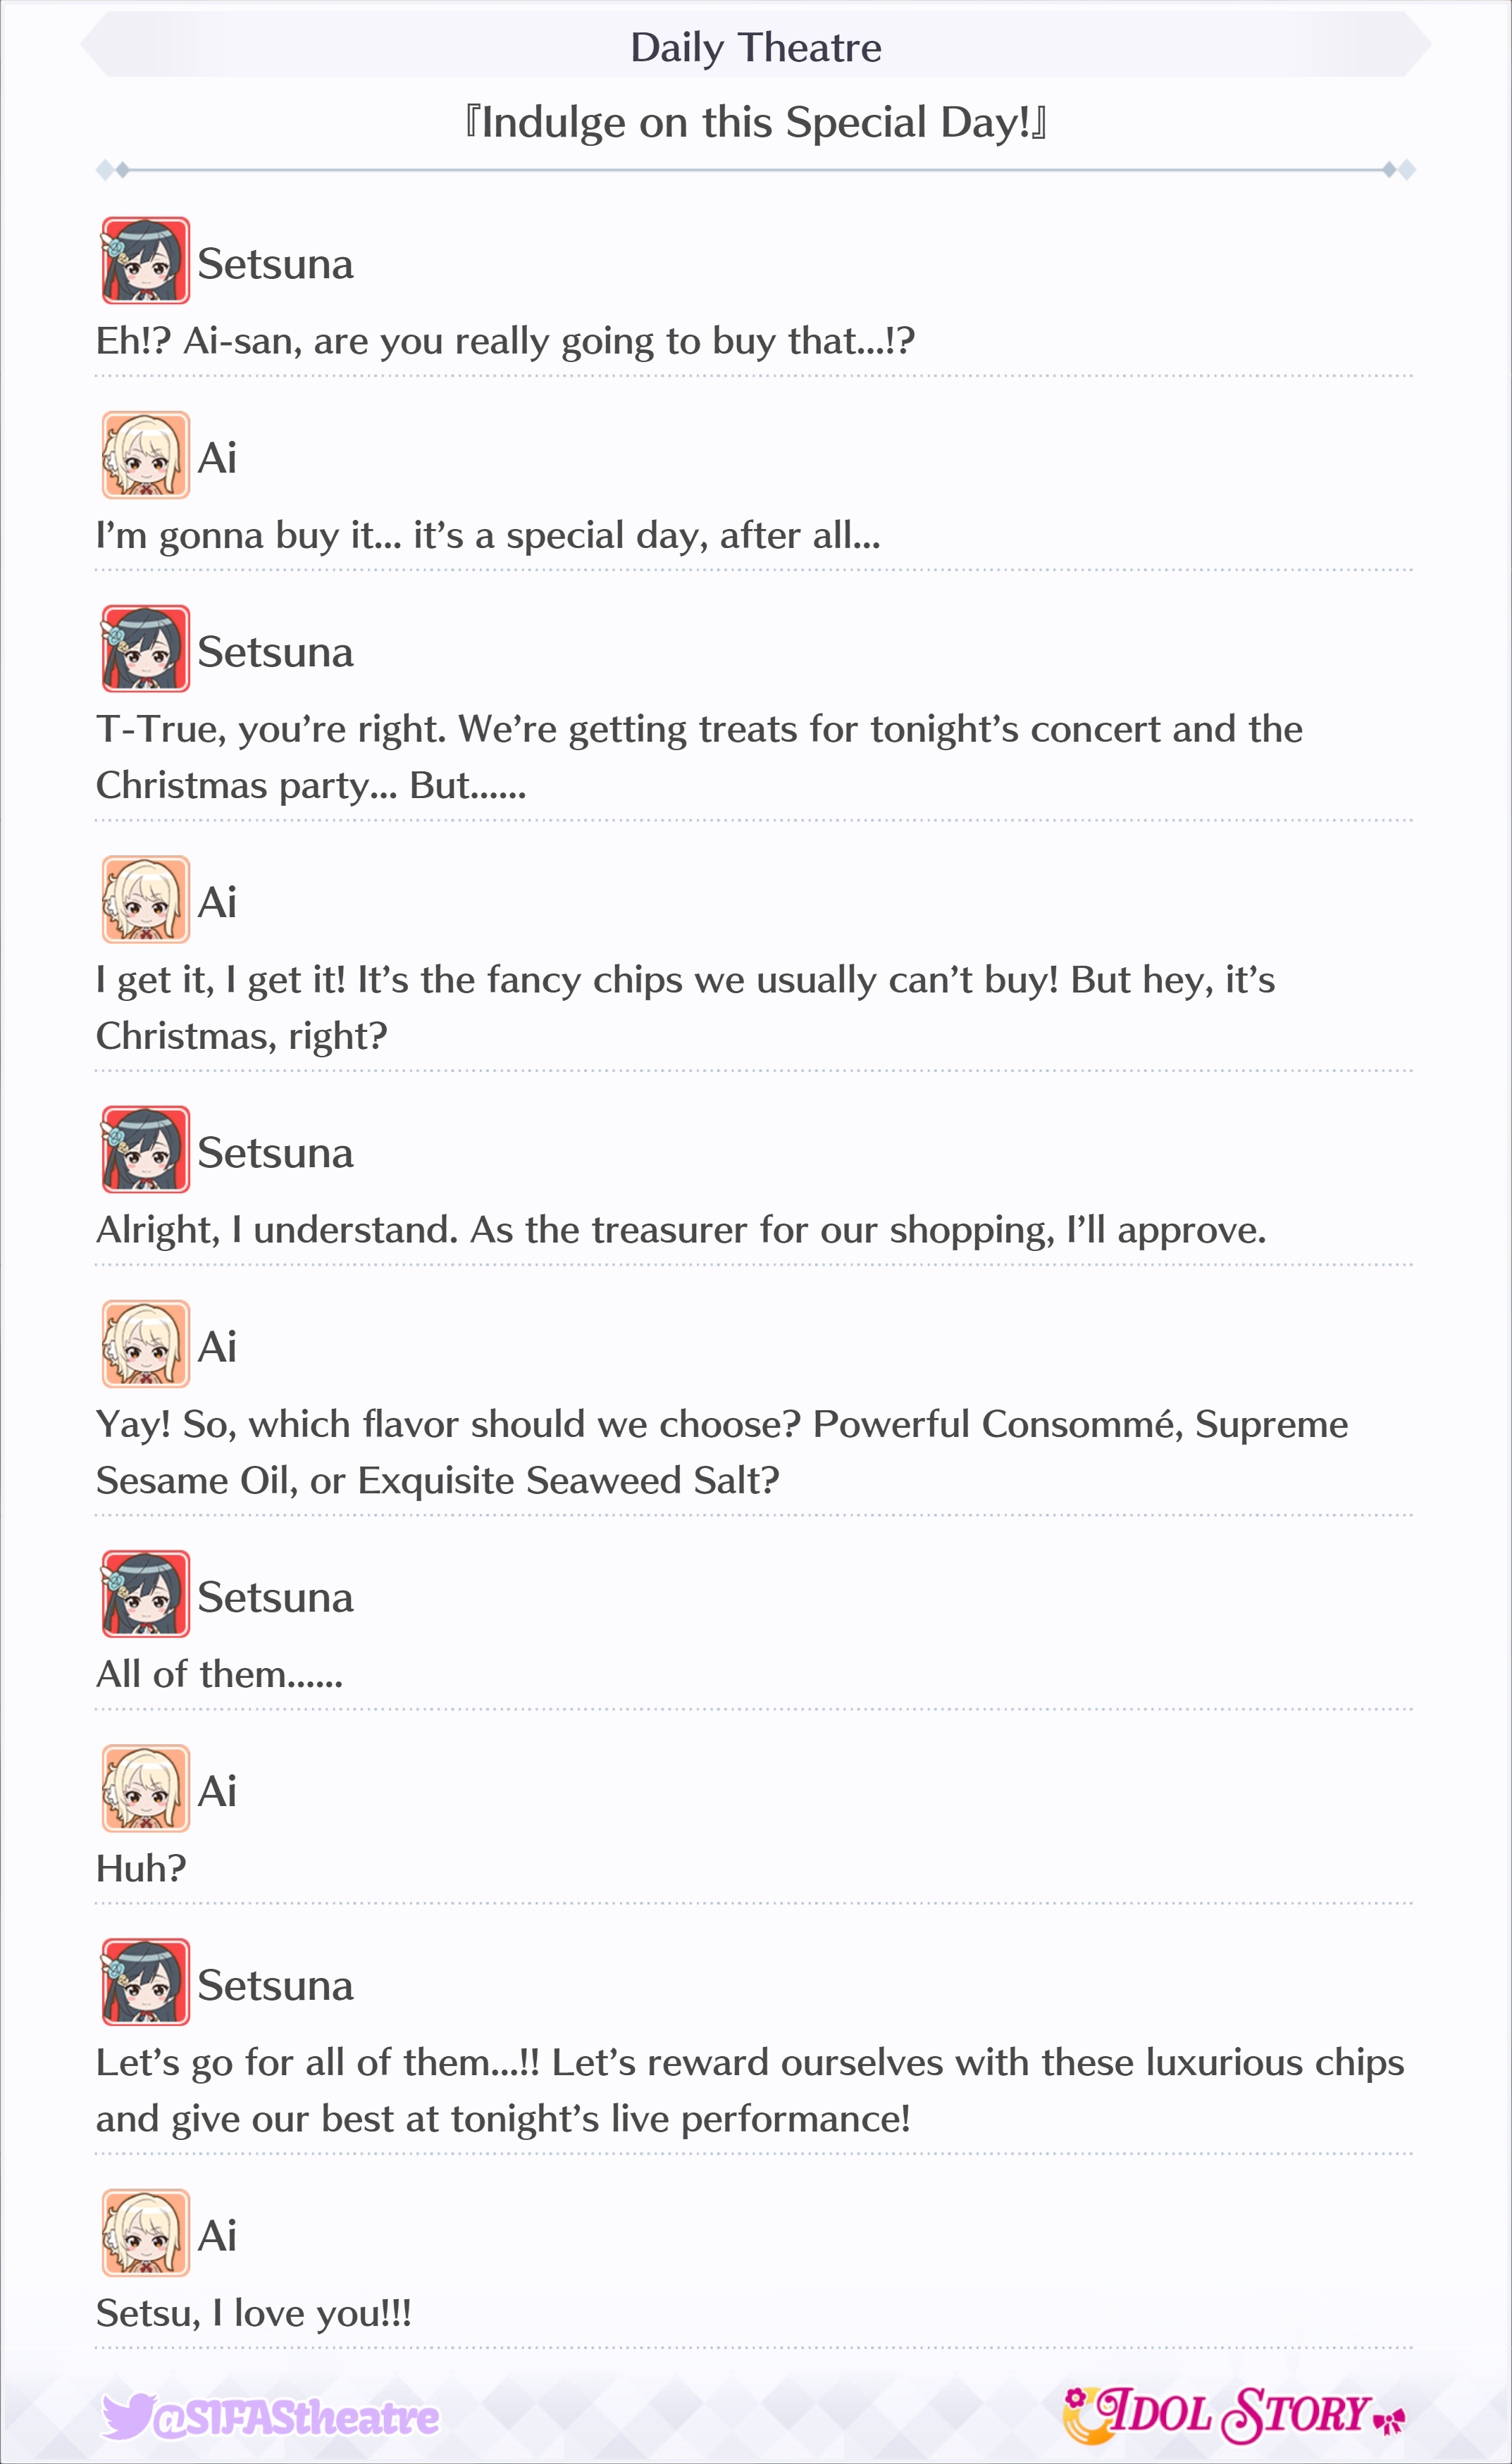 Daily Theatre
『Indulge on this Special Day!』
Setsuna
Eh!? Ai-san, are you really going to buy that...!?
Ai
I’m gonna buy it... it’s a special day, after all...
Setsuna
T-True, you’re right. We’re getting treats for tonight’s concert and the
Christmas party... But......
Ai
I get it, I get it! It’s the fancy chips we usually can’t buy! But hey, it’s
Christmas, right?
Setsuna
Alright, I understand. As the treasurer for our shopping, I’ll approve.
Ai
Yay! So, which flavor should we choose? Powerful Consommé, Supreme
Sesame Oil, or Exquisite Seaweed Salt?
Setsuna
All of them......
Ai
Huh?
Setsuna
Let’s go for all of them...!! Let’s reward ourselves with these luxurious chips
and give our best at tonight’s live performance!
Ai
Setsu, I love you!!!
@SIFAStheatre
IDOL STORY